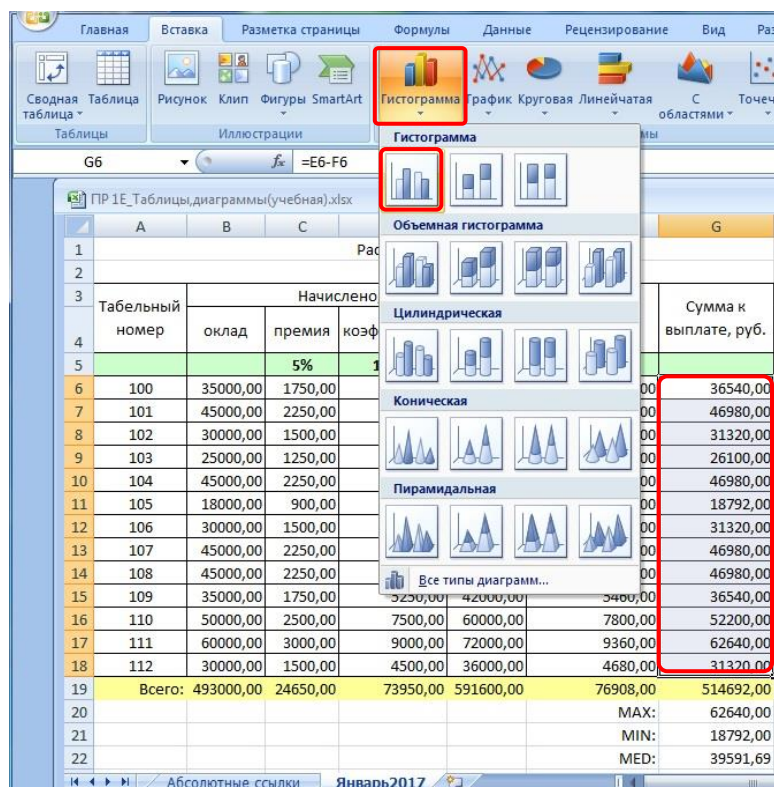 Главная Вставка Разметка страницы Формулы Данные Рецензирование Вид
Сводная таблица Таблица Рисунок Клип Фигуры SmartArt Гистограмма График Круговая Линейчатая С областями
Таблицы Иллюстрации
G6 fx =E6-F6
ПР 1Е_Таблицы,диаграммы(учебная).xlsx
Гистограмма
Объемная гистограмма
Цилиндрическая
Коническая
Пирамидальная
Все типы диаграмм...
A B C G
1
2
3 Табельный номер Начислено Сумма к выплате, руб.
4 оклад премия
5 5%
6 100 35000,00 1750,00 00 36540,00
7 101 45000,00 2250,00 00 46980,00
8 102 30000,00 1500,00 00 31320,00
9 103 25000,00 1250,00 00 26100,00
10 104 45000,00 2250,00 00 46980,00
11 105 18000,00 900,00 00 18792,00
12 106 30000,00 1500,00 00 31320,00
13 107 45000,00 2250,00 00 46980,00
14 108 45000,00 2250,00 00 46980,00
15 109 35000,00 1750,00 5250,00 42000,00 5460,00 36540,00
16 110 50000,00 2500,00 7500,00 60000,00 7800,00 52200,00
17 111 60000,00 3000,00 9000,00 72000,00 9360,00 62640,00
18 112 30000,00 1500,00 4500,00 36000,00 4680,00 31320,00
19 Всего: 493000,00 24650,00 73950,00 591600,00 76908,00 514692,00
20 MAX: 62640,00
21 MIN: 18792,00
22 MED: 39591,69
Абсолютные ссылки Январь2017